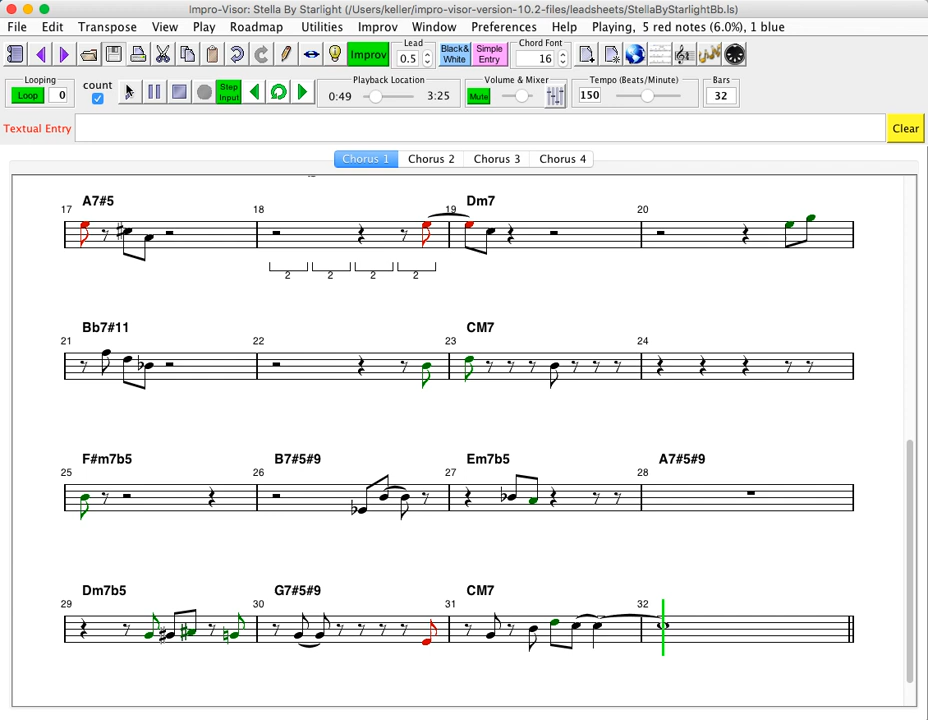 Impro-Visor: Stella By Starlight (/Users/keller/impro-visor-version-10.2-files/leadsheets/StellaByStarlightBb.ls)
File Edit Transpose View Play Roadmap Utilities Improv Window Preferences Help Playing, 5 red notes (6.0%), 1 blue
Improv Lead 0.5 Black & White Simple Entry Chord Font 16
Looping Loop 0 count Step Input Playback Location 0:49 3:25 Volume & Mixer Mute Tempo (Beats/Minute) 150 Bars 32
Textual Entry Clear
Chorus 1 Chorus 2 Chorus 3 Chorus 4
A7#5 Dm7
17 18 19 20
2 2 2 2
Bb7#11 CM7
21 22 23 24
F#m7b5 B7#5#9 Em7b5 A7#5#9
25 26 27 28
Dm7b5 G7#5#9 CM7
29 30 31 32